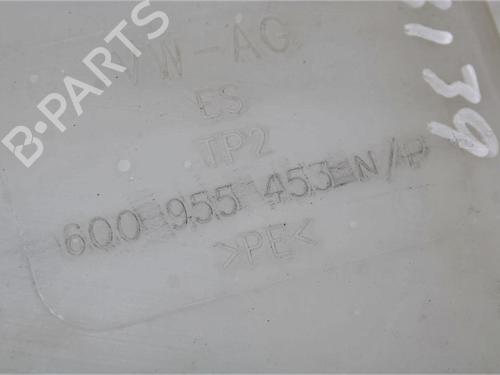 VW-AG
ES
TP2
6Q0 955 453 N/P
>PE<
B-PARTS